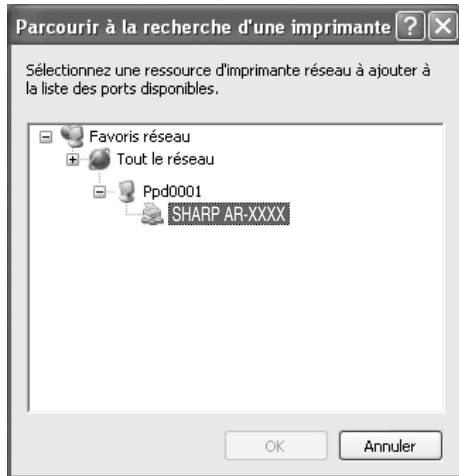 Parcourir à la recherche d'une imprimante
Sélectionnez une ressource d'imprimante réseau à ajouter à
la liste des ports disponibles.
Favoris réseau
Tout le réseau
Ppd0001
SHARP AR-XXXX
OK
Annuler